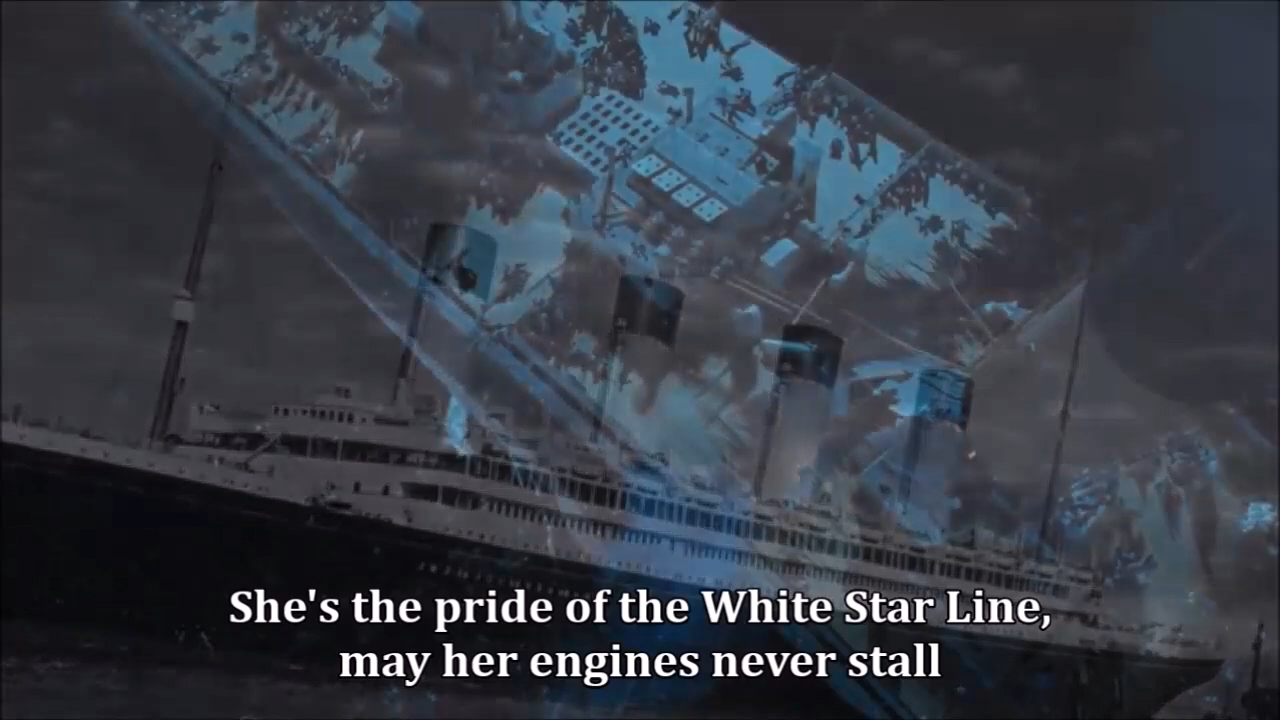 She's the pride of the White Star Line,
may her engines never stall